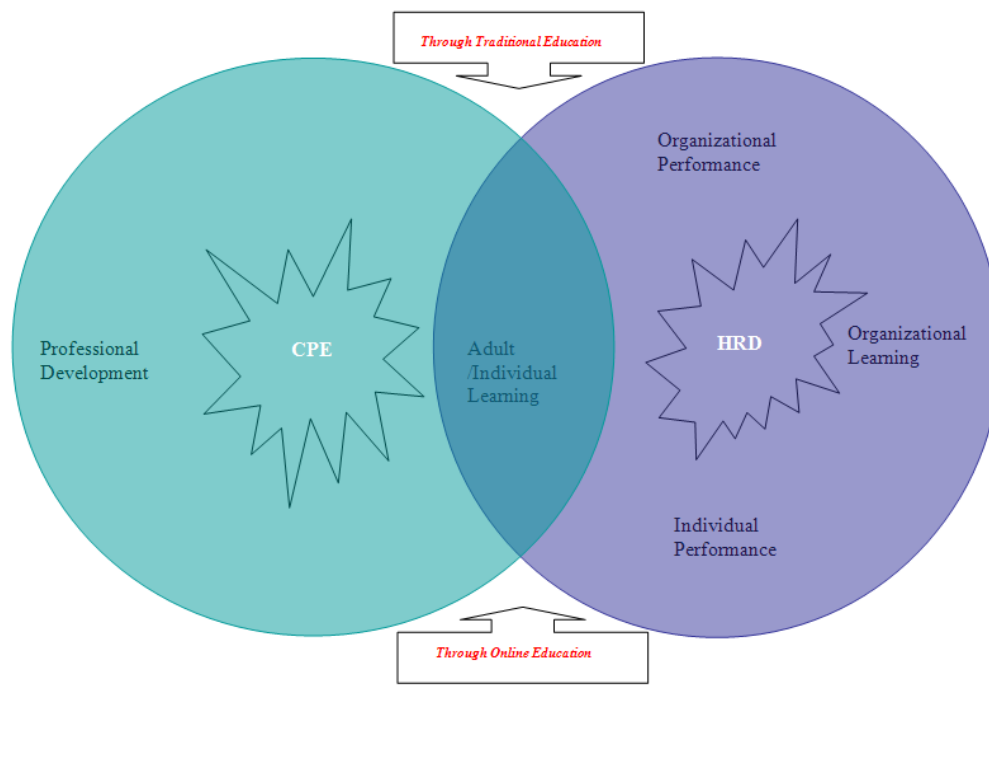 Through Traditional Education
Organizational
Performance
Professional
Development
CPE
Adult
/Individual
Learning
HRD
Organizational
Learning
Individual
Performance
Through Online Education